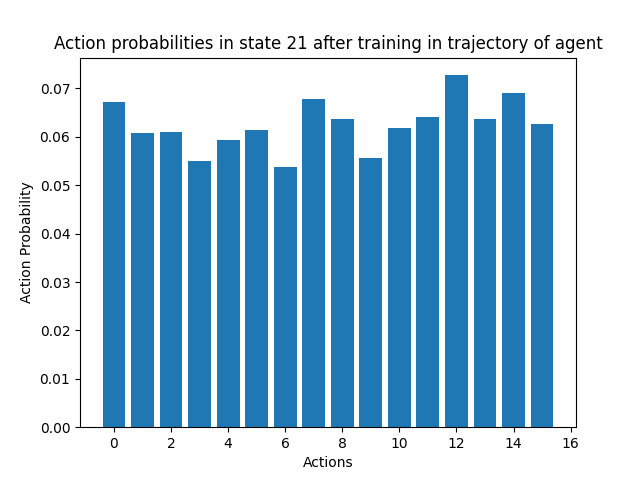 Action probabilities in state 21 after training in trajectory of agent
0.07
0.06
0.05
0.04
0.03
0.02
0.01
0.00
Action Probability
0 2 4 6 8 10 12 14 16
Actions